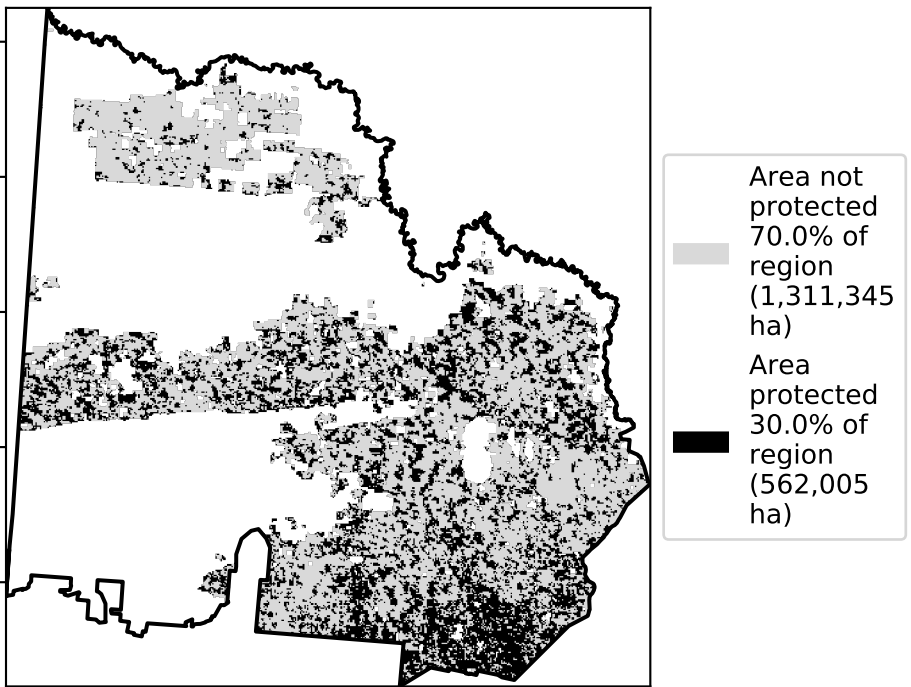 Area not
protected
70.0% of
region
(1,311,345
ha)
Area
protected
30.0% of
region
(562,005
ha)